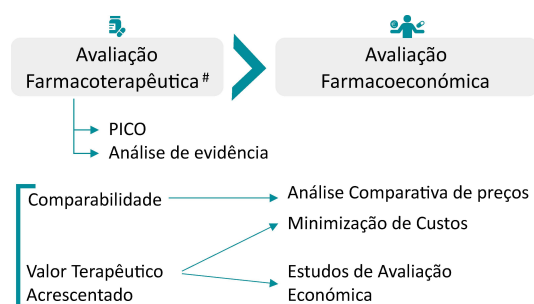 Avaliação
Farmacoterapêutica #
Avaliação
Farmacoeconómica
PICO
Análise de evidência
Comparabilidade
Análise Comparativa de preços
Minimização de Custos
Valor Terapêutico
Acrescentado
Estudos de Avaliação
Económica